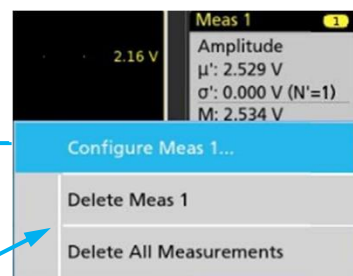 Meas 1 1
2.16 V
Amplitude
µ': 2.529 V
σ': 0.000 V (N'=1)
M: 2.534 V
Configure Meas 1...
Delete Meas 1
Delete All Measurements